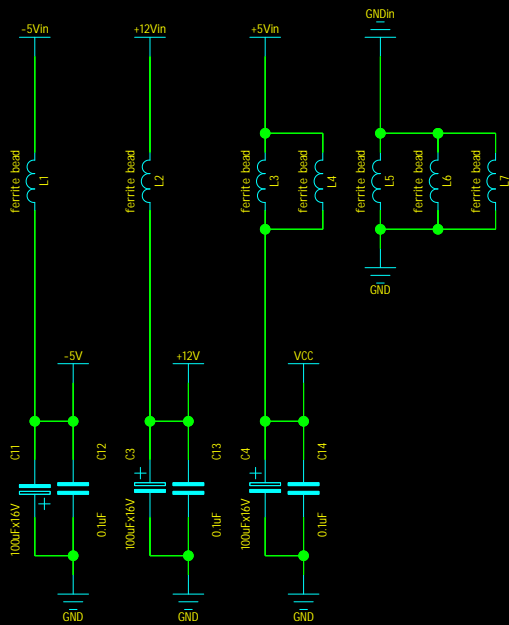 GNDin
-5Vin
+12Vin
+5Vin
ferrite bead
L1
ferrite bead
L2
ferrite bead
L3
ferrite bead
L4
ferrite bead
L5
ferrite bead
L6
ferrite bead
L7
GND
-5V
+12V
VCC
C11
C12
C3
C13
C4
C14
+
+
+
100uFx16V
0.1uF
100uFx16V
0.1uF
100uFx16V
0.1uF
GND
GND
GND